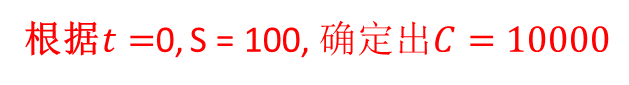 根据t =0, S = 100, 确定出C = 10000